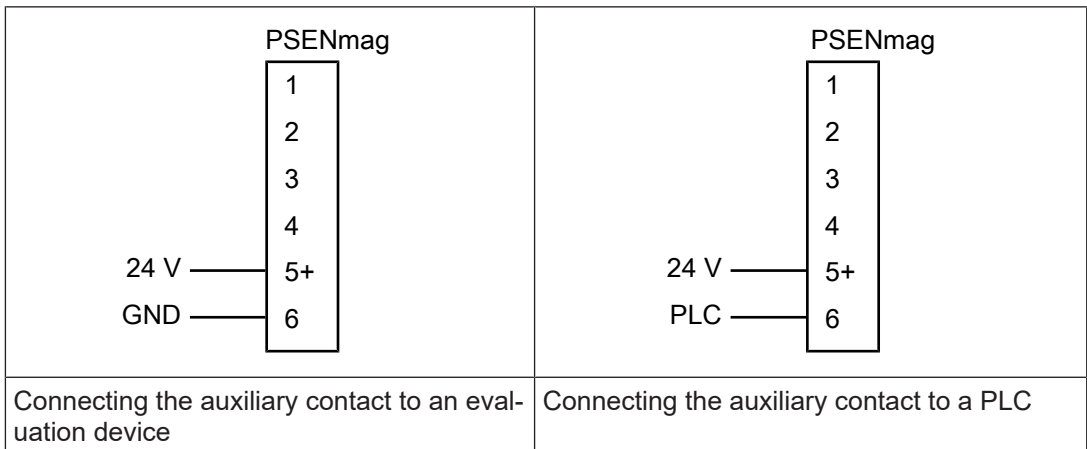 PSENmag
1
2
3
4
24 V 5+
GND 6
Connecting the auxiliary contact to an eval-
uation device
PSENmag
1
2
3
4
24 V 5+
PLC 6
Connecting the auxiliary contact to a PLC